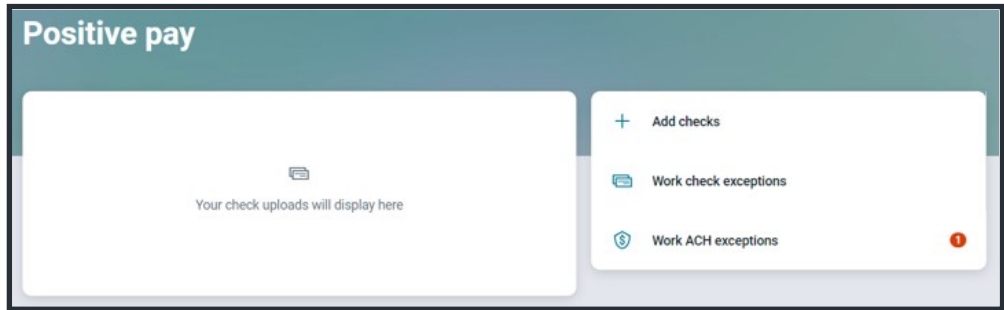 Positive pay
Your check uploads will display here
Add checks
Work check exceptions
Work ACH exceptions
1